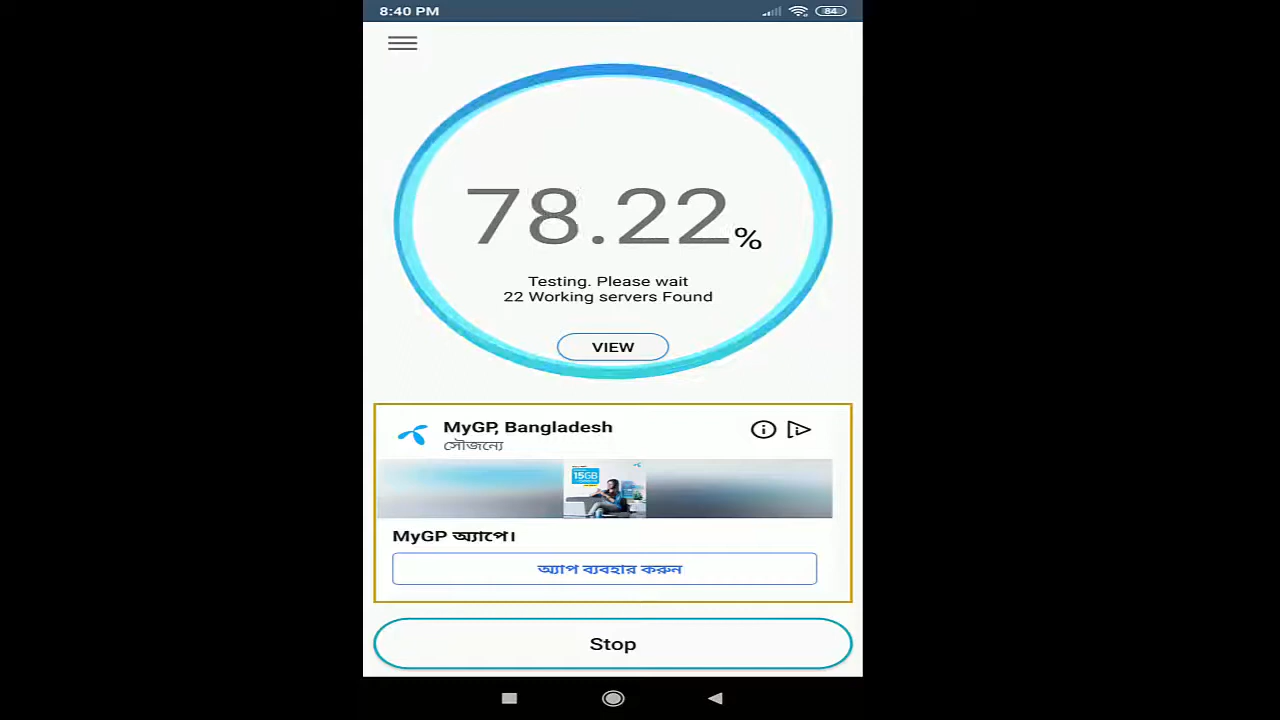 8:40 PM
84
78.22%
Testing. Please wait
22 Working servers Found
VIEW
MyGP, Bangladesh
সৌজন্যে
15GB
MyGP অ্যাপে।
অ্যাপ ব্যবহার করুন
Stop